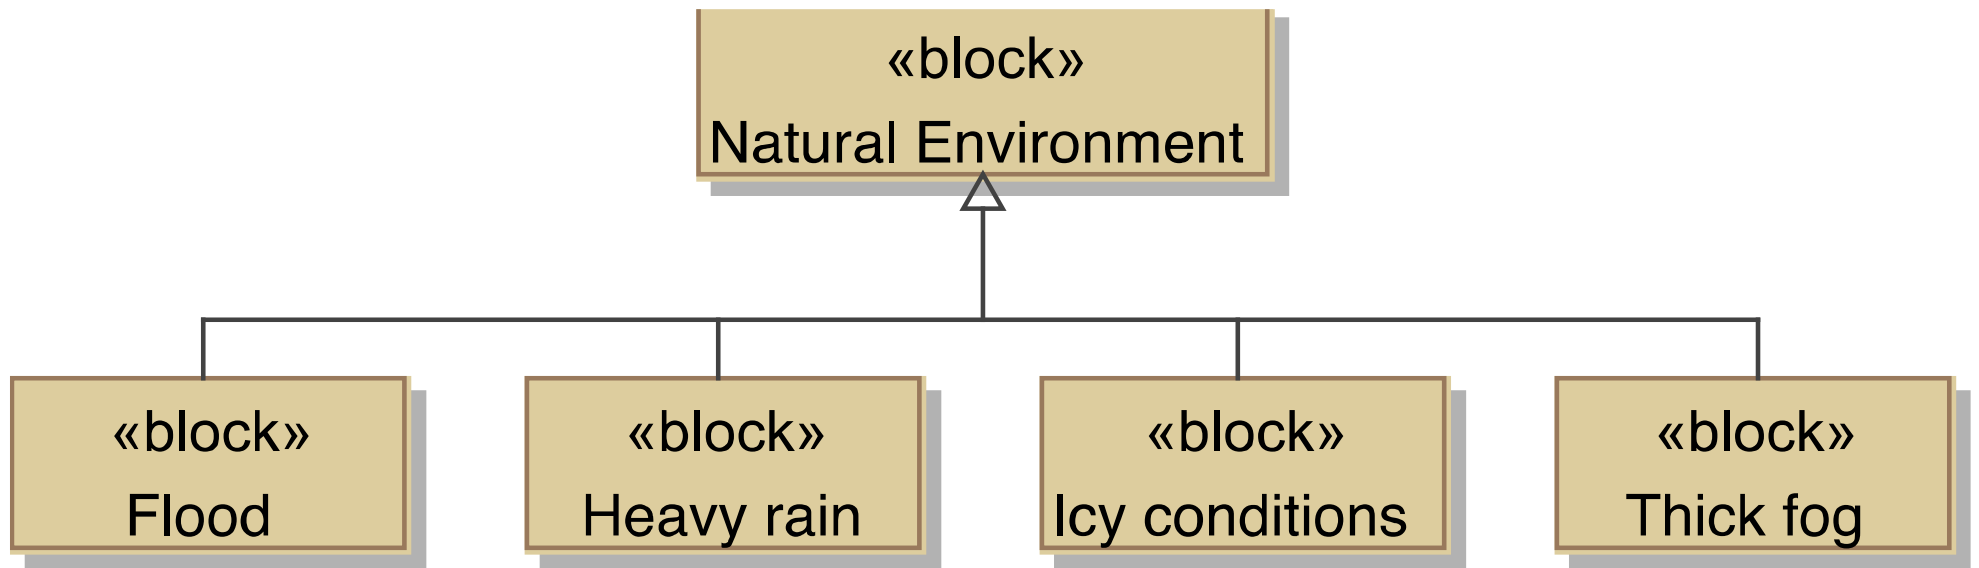 «block»
Natural Environment
«block»
Flood
«block»
Heavy rain
«block»
Icy conditions
«block»
Thick fog